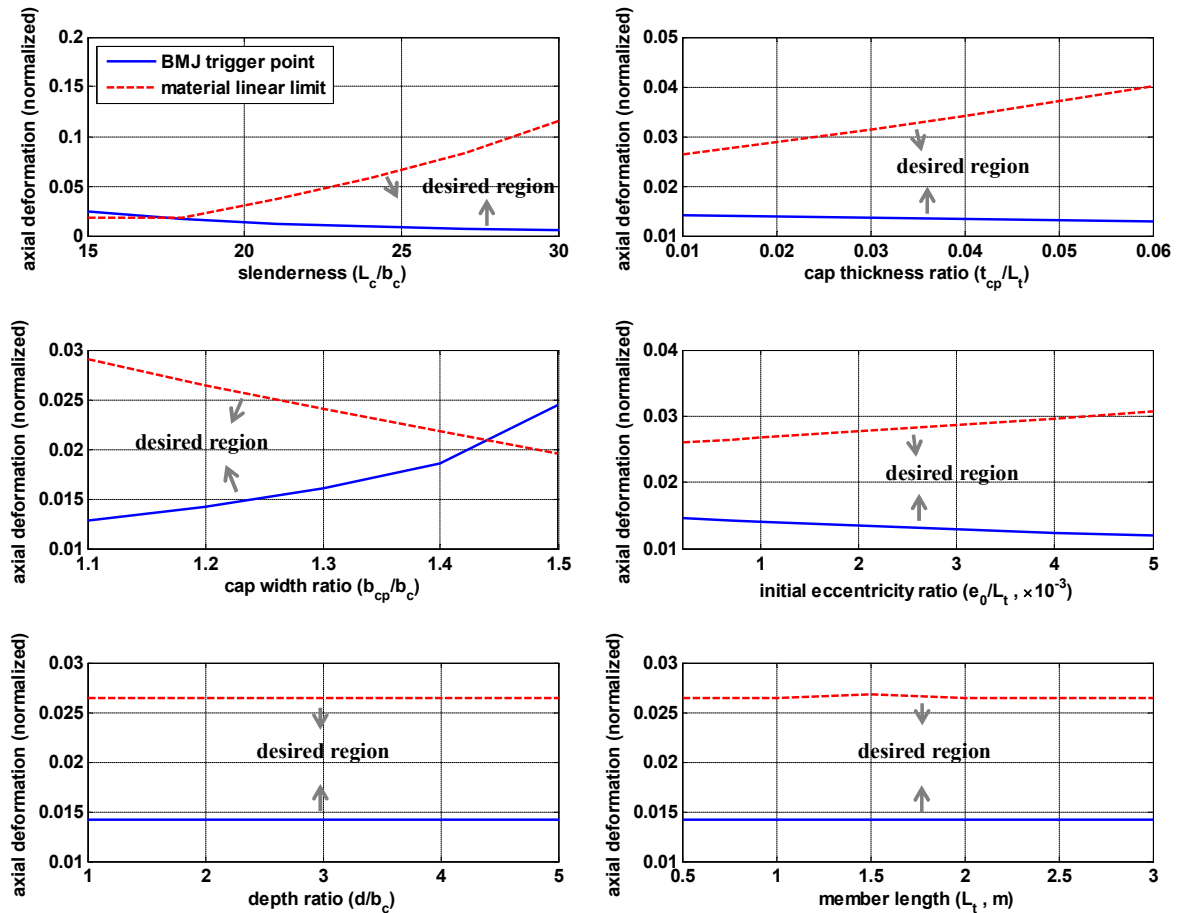 axial deformation (normalized)
0.2
0.15
0.1
0.05
0
BMJ trigger point
material linear limit
desired region
15 20 25 30
slenderness (L_c/b_c)
axial deformation (normalized)
0.05
0.04
0.03
0.02
0.01
desired region
0.01 0.02 0.03 0.04 0.05 0.06
cap thickness ratio (t_cp/L_t)
axial deformation (normalized)
0.03
0.025
0.02
0.015
0.01
desired region
1.1 1.2 1.3 1.4 1.5
cap width ratio (b_cp/b_c)
axial deformation (normalized)
0.04
0.03
0.02
0.01
desired region
1 2 3 4 5
initial eccentricity ratio (e_0/L_t , ×10^-3)
axial deformation (normalized)
0.03
0.025
0.02
0.015
0.01
desired region
1 2 3 4 5
depth ratio (d/b_c)
axial deformation (normalized)
0.03
0.025
0.02
0.015
0.01
desired region
0.5 1 1.5 2 2.5 3
member length (L_t , m)